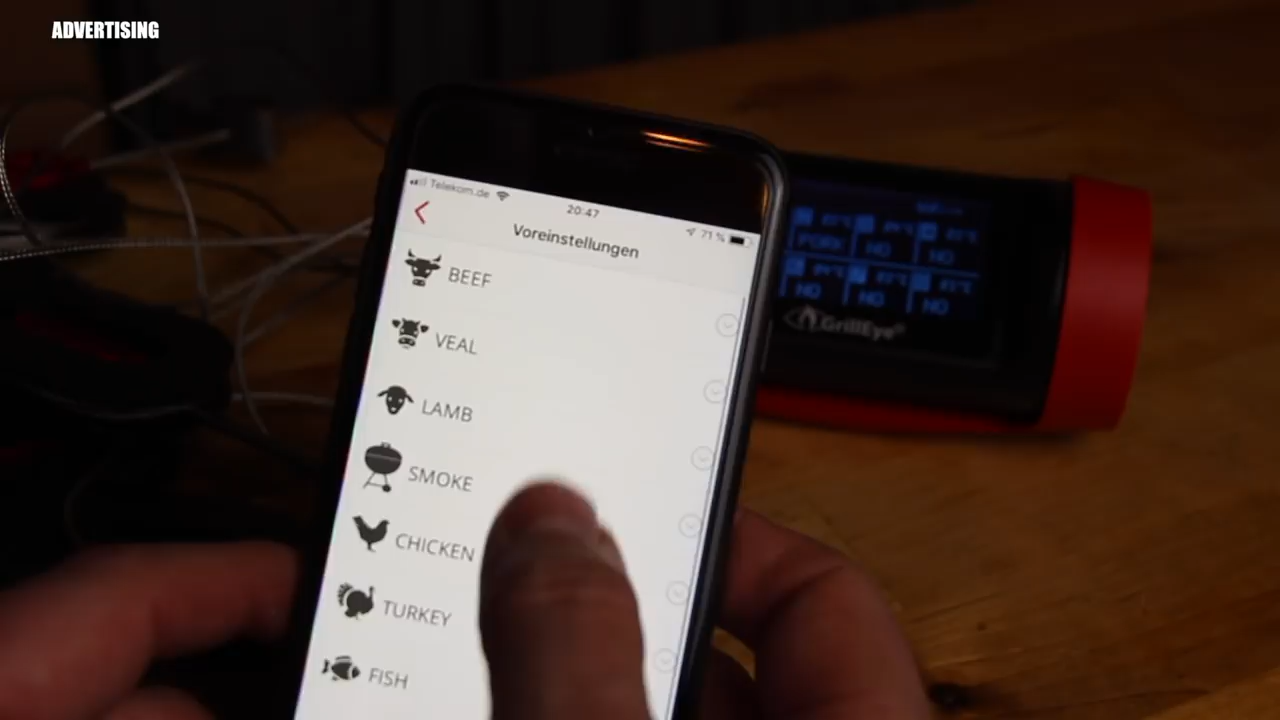 ADVERTISING
Telekom.de
20:47
71 %
Voreinstellungen
BEEF
VEAL
LAMB
SMOKE
CHICKEN
TURKEY
FISH
PORK NO NO
NO NO NO
GrillEye®